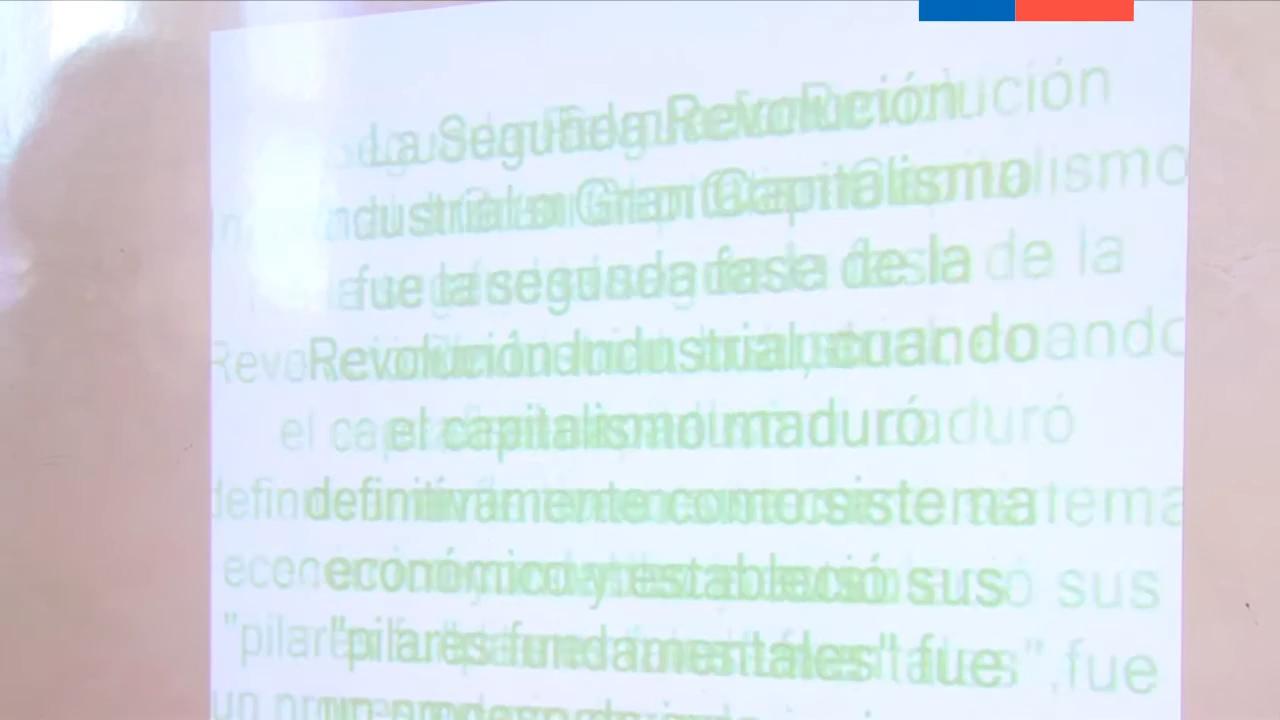 La Segunda Revolución
Industrial o Gran Capitalismo
fue la segunda fase de la
Revolución Industrial, cuando
el capitalismo maduró
definitivamente como sistema
económico y estableció sus
"pilares fundamentales" fue
un